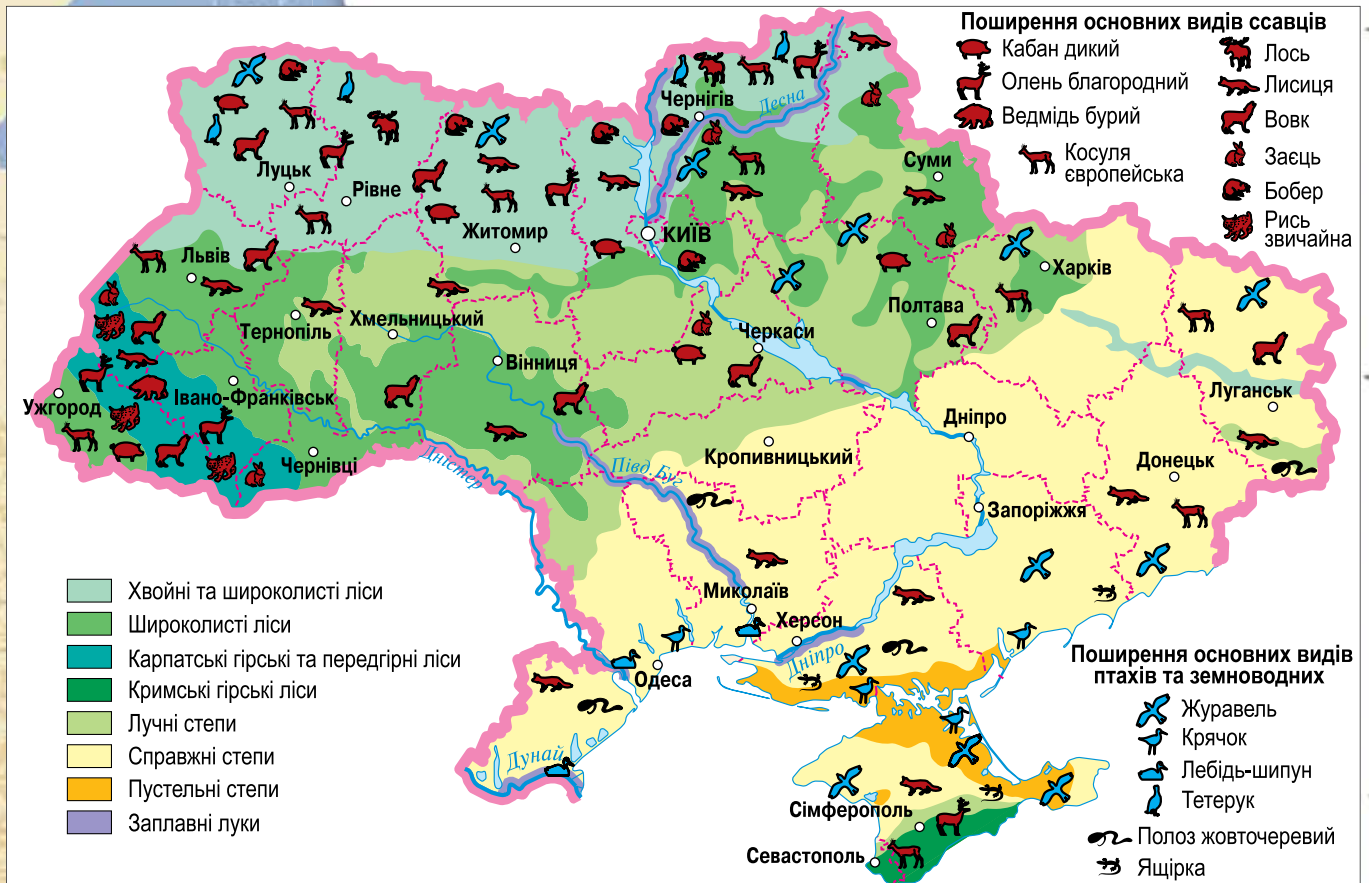 Поширення основних видів ссавців
Кабан дикий
Олень благородний
Ведмідь бурий
Косуля
європейська
Лось
Лисиця
Вовк
Заєць
Бобер
Рись
звичайна
Чернігів
Десна
Луцьк
Рівне
Суми
Житомир
КИЇВ
Львів
Харків
Тернопіль
Хмельницький
Черкаси
Полтава
Вінниця
Ужгород
Івано-Франківськ
Луганськ
Дніпро
Чернівці
Дністер
Півд. Буг
Кропивницький
Донецьк
Запоріжжя
Миколаїв
Херсон
Дніпро
Одеса
Дунай
Сімферополь
Севастополь
Хвойні та широколисті ліси
Широколисті ліси
Карпатські гірські та передгірні ліси
Кримські гірські ліси
Лучні степи
Справжні степи
Пустельні степи
Заплавні луки
Поширення основних видів
птахів та земноводних
Журавель
Крячок
Лебідь-шипун
Тетерук
Полоз жовточеревий
Ящірка